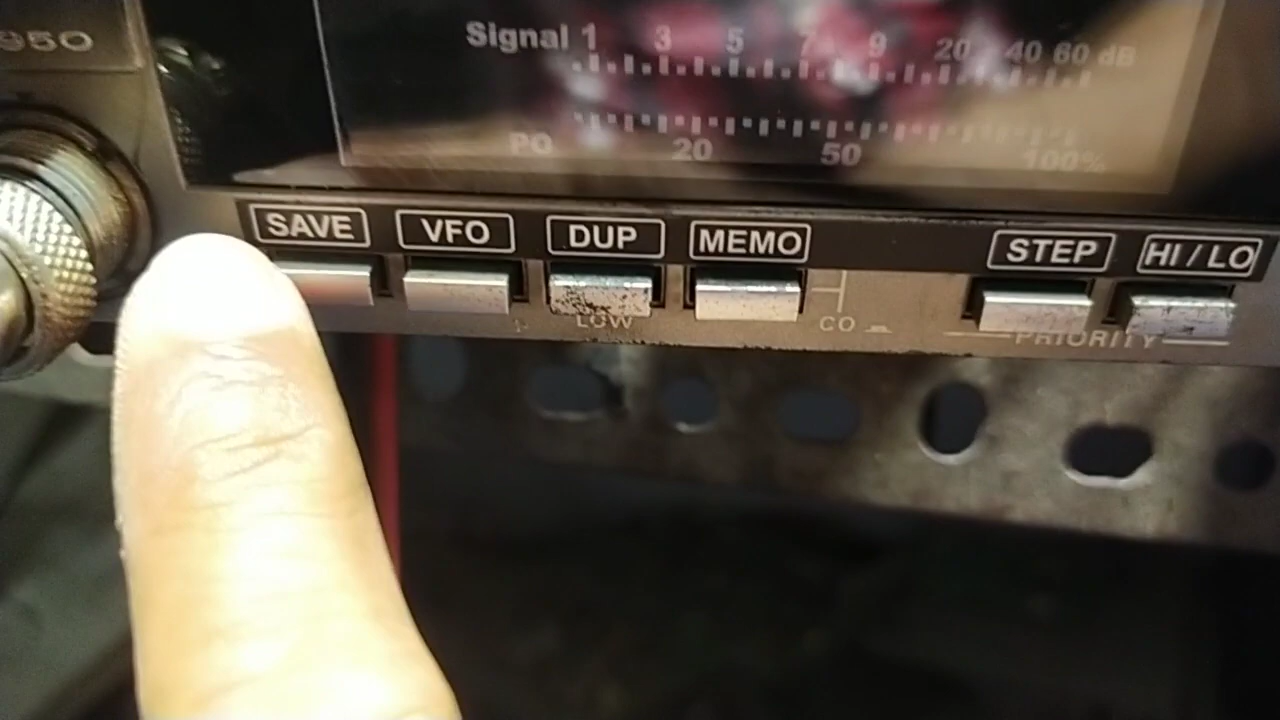 950
Signal 1 3 5 7 9 20 40 60 dB
PO 20 50 100%
SAVE VFO DUP MEMO STEP HI / LO
LOW CO PRIORITY